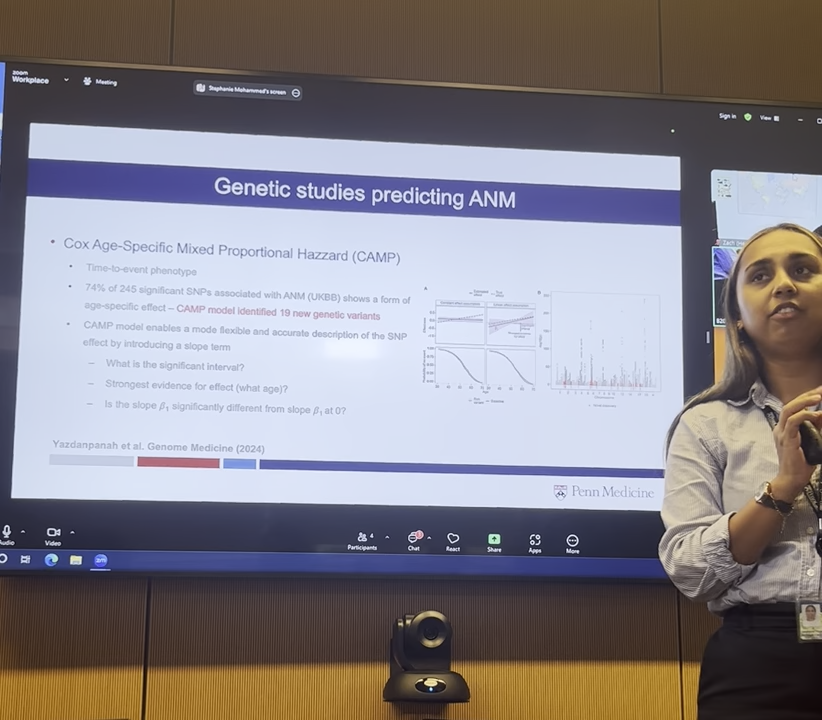 zoom
Workplace
Meeting
Stephanie Mohammed's screen
Sign in
View
Genetic studies predicting ANM
• Cox Age-Specific Mixed Proportional Hazzard (CAMP)
• Time-to-event phenotype
• 74% of 245 significant SNPs associated with ANM (UKBB) shows a form of
age-specific effect – CAMP model identified 19 new genetic variants
• CAMP model enables a mode flexible and accurate description of the SNP
effect by introducing a slope term
– What is the significant interval?
– Strongest evidence for effect (what age)?
– Is the slope β₁ significantly different from slope β₁ at 0?
A
B
Yazdanpanah et al. Genome Medicine (2024)
Penn Medicine
Audio
Video
Participants
4
Chat
React
Share
Apps
More
zm